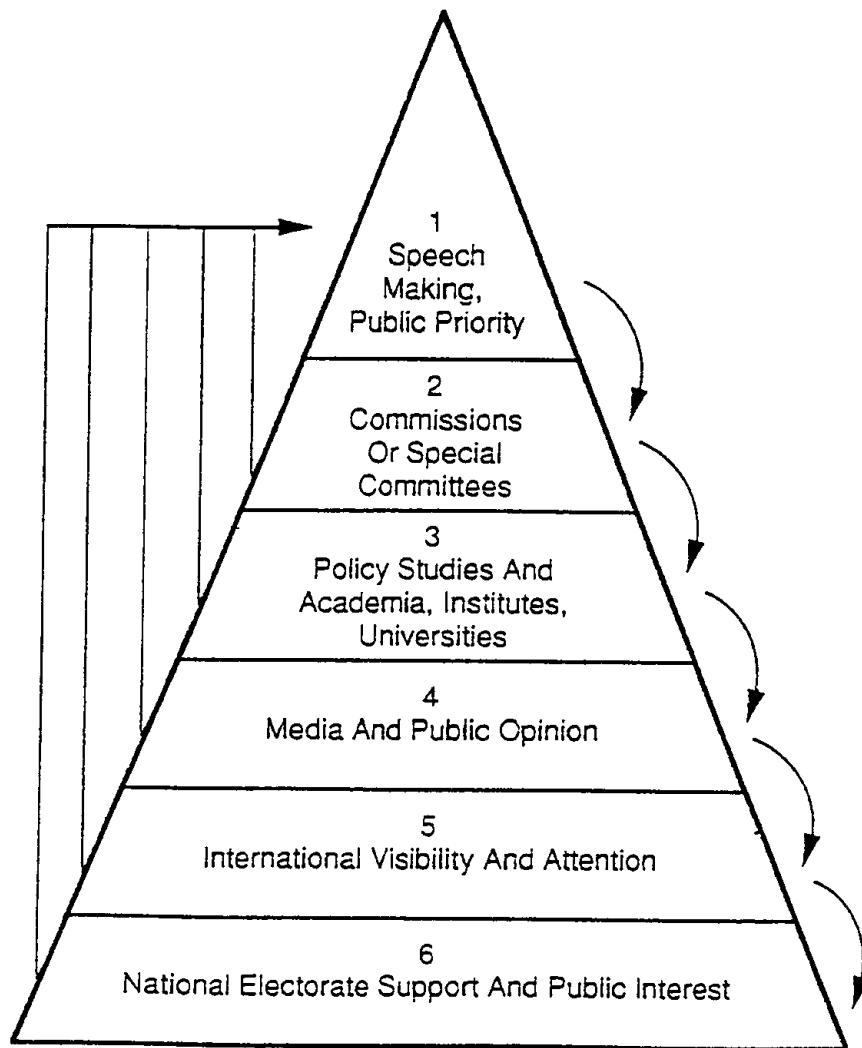 1
Speech
Making,
Public Priority
2
Commissions
Or Special
Committees
3
Policy Studies And
Academia, Institutes,
Universities
4
Media And Public Opinion
5
International Visibility And Attention
6
National Electorate Support And Public Interest